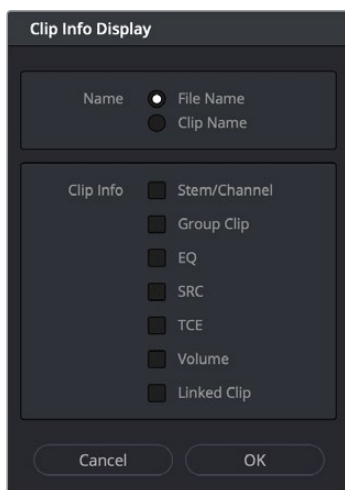 Clip Info Display
Name File Name
Clip Name
Clip Info Stem/Channel
Group Clip
EQ
SRC
TCE
Volume
Linked Clip
Cancel OK